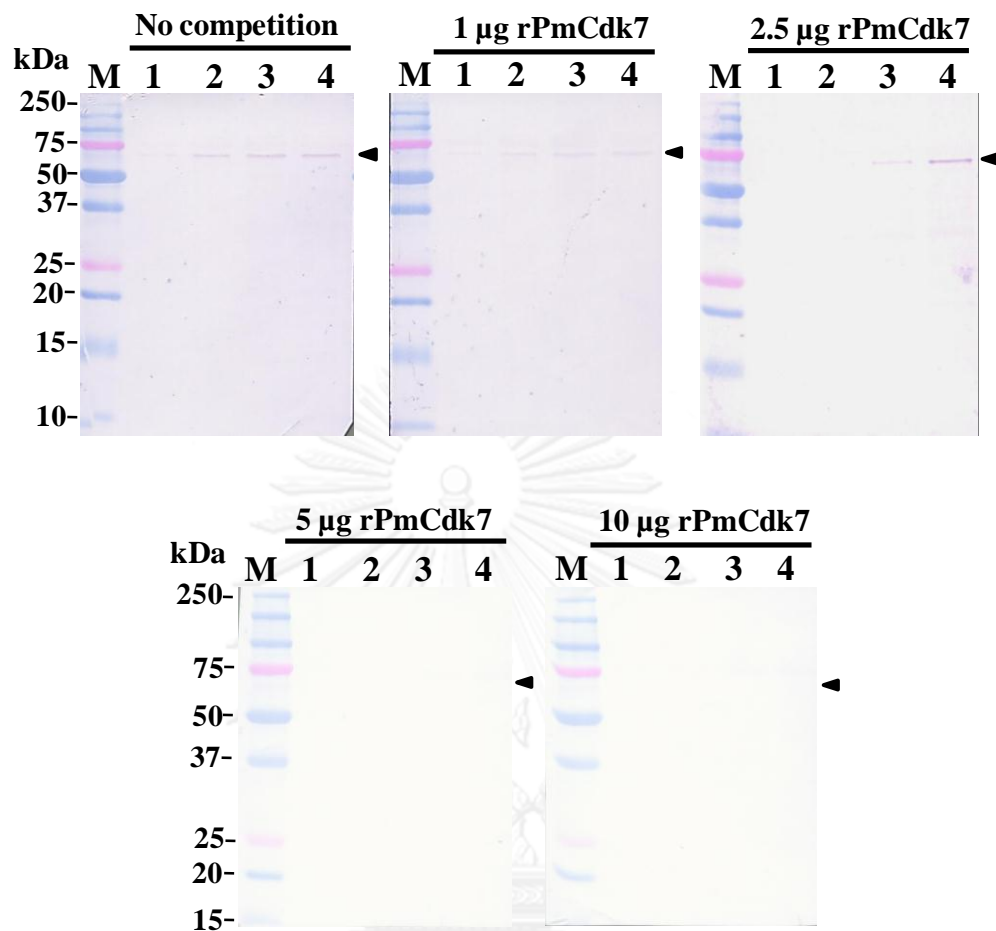 No competition
1 µg rPmCdk7
2.5 µg rPmCdk7
kDa
M 1 2 3 4
M 1 2 3 4
M 1 2 3 4
250-
75-
50-
37-
25-
20-
15-
10-
5 µg rPmCdk7
10 µg rPmCdk7
kDa
M 1 2 3 4
M 1 2 3 4
250-
75-
50-
37-
25-
20-
15-